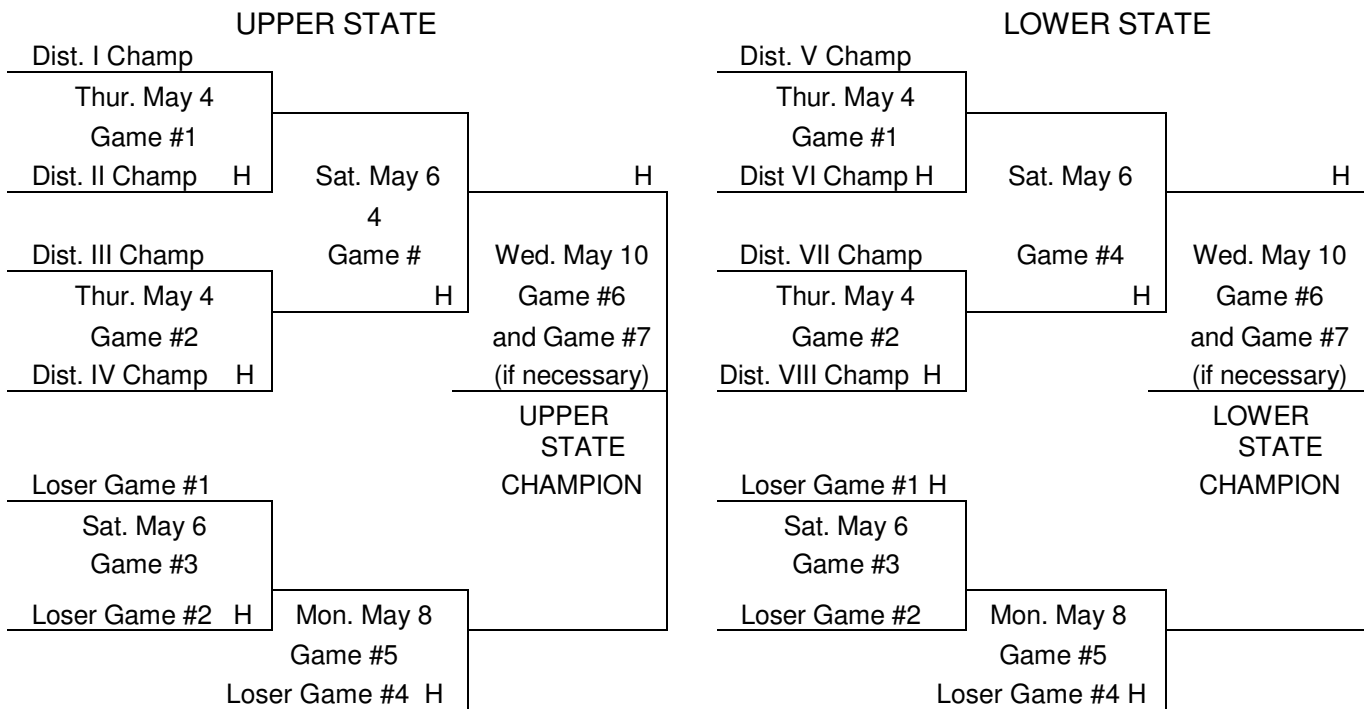 UPPER STATE
Dist. I Champ
Thur. May 4
Game #1
Dist. II Champ H
Sat. May 6
4
Game #
H
Dist. III Champ
Thur. May 4
Game #2
Dist. IV Champ H
H
Wed. May 10
Game #6
and Game #7
(if necessary)
UPPER
STATE
CHAMPION
Loser Game #1
Sat. May 6
Game #3
Loser Game #2 H
Mon. May 8
Game #5
Loser Game #4 H
LOWER STATE
Dist. V Champ
Thur. May 4
Game #1
Dist VI Champ H
Sat. May 6
Game #4
H
Dist. VII Champ
Thur. May 4
Game #2
Dist. VIII Champ H
H
Wed. May 10
Game #6
and Game #7
(if necessary)
LOWER
STATE
CHAMPION
Loser Game #1 H
Sat. May 6
Game #3
Loser Game #2
Mon. May 8
Game #5
Loser Game #4 H